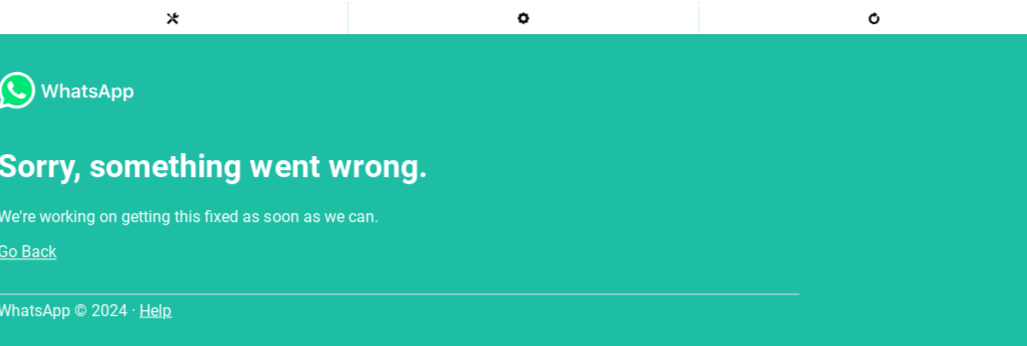 WhatsApp
Sorry, something went wrong.
We're working on getting this fixed as soon as we can.
Go Back
WhatsApp © 2024 · Help